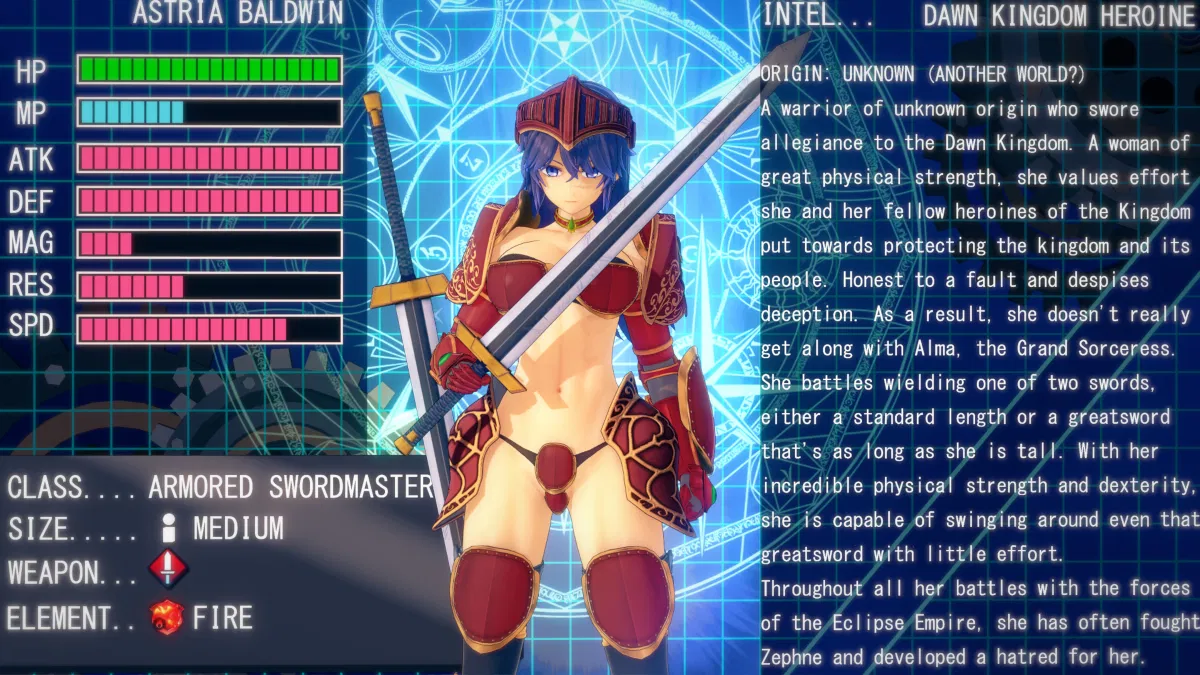 ASTRIA BALDWIN
HP
MP
ATK
DEF
MAG
RES
SPD
CLASS.... ARMORED SWORDMASTER
SIZE..... MEDIUM
WEAPON...
ELEMENT.. FIRE
INTEL... DAWN KINGDOM HEROINE
ORIGIN: UNKNOWN (ANOTHER WORLD?)
A warrior of unknown origin who swore
allegiance to the Dawn Kingdom. A woman of
great physical strength, she values effort
she and her fellow heroines of the Kingdom
put towards protecting the kingdom and its
people. Honest to a fault and despises
deception. As a result, she doesn't really
get along with Alma, the Grand Sorceress.
She battles wielding one of two swords,
either a standard length or a greatsword
that's as long as she is tall. With her
incredible physical strength and dexterity,
she is capable of swinging around even that
greatsword with little effort.
Throughout all her battles with the forces
of the Eclipse Empire, she has often fought
Zephne and developed a hatred for her.